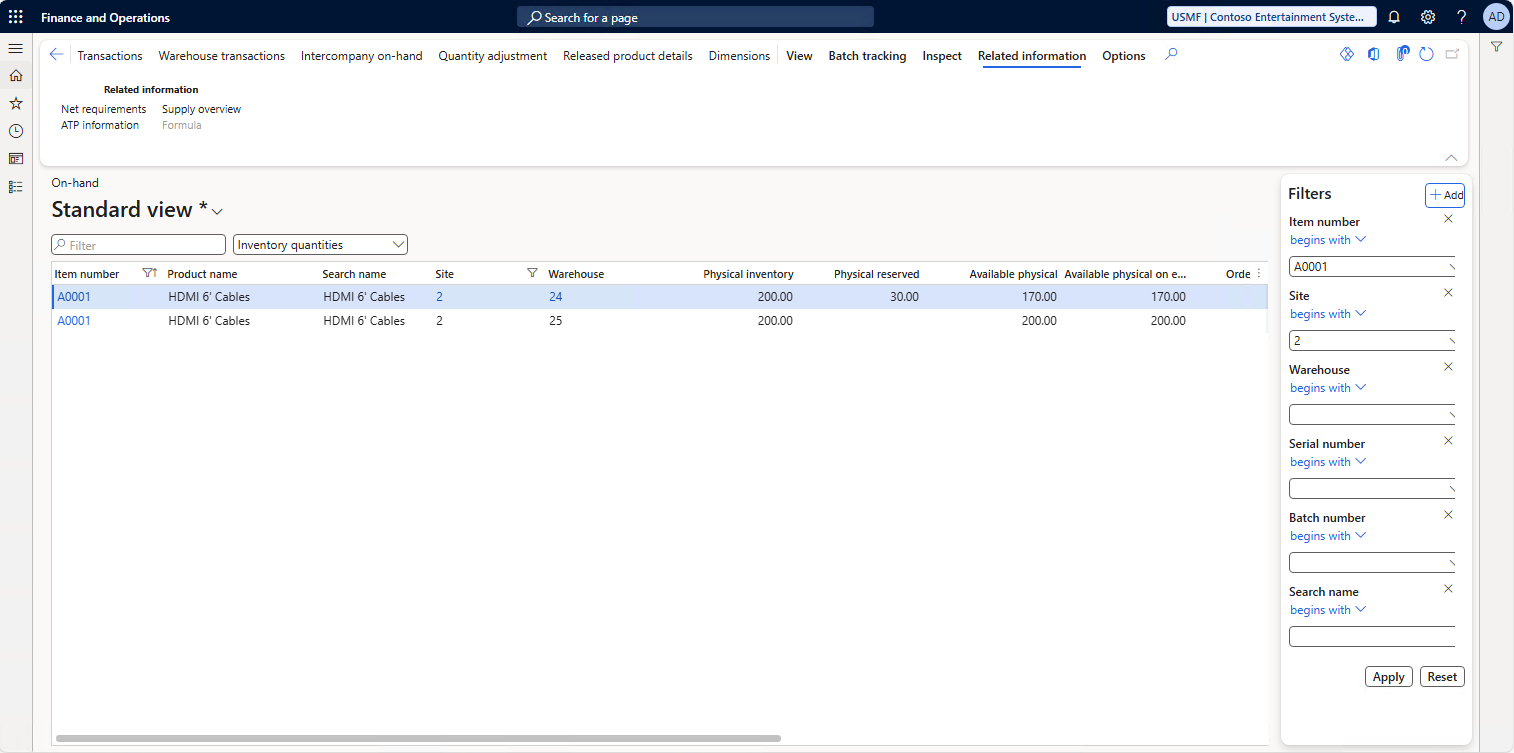 Finance and Operations
Search for a page
USMF | Contoso Entertainment Syste...
?
AD
Transactions Warehouse transactions Intercompany on-hand Quantity adjustment Released product details Dimensions View Batch tracking Inspect Related information Options
0
Related information
Net requirements Supply overview
ATP information Formula
On-hand
Standard view *
Filter
Inventory quantities
Item number Product name Search name Site Warehouse Physical inventory Physical reserved Available physical Available physical on e... Orde
A0001 HDMI 6' Cables HDMI 6' Cables 2 24 200.00 30.00 170.00 170.00
A0001 HDMI 6' Cables HDMI 6' Cables 2 25 200.00 200.00 200.00
Filters
+ Add
Item number
begins with
A0001
Site
begins with
2
Warehouse
begins with
Serial number
begins with
Batch number
begins with
Search name
begins with
Apply Reset